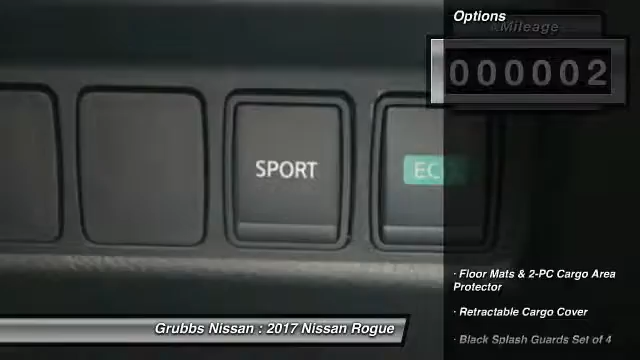 Options
Mileage
000002
SPORT
ECO
· Floor Mats & 2-PC Cargo Area
Protector
· Retractable Cargo Cover
· Black Splash Guards Set of 4
Grubbs Nissan : 2017 Nissan Rogue